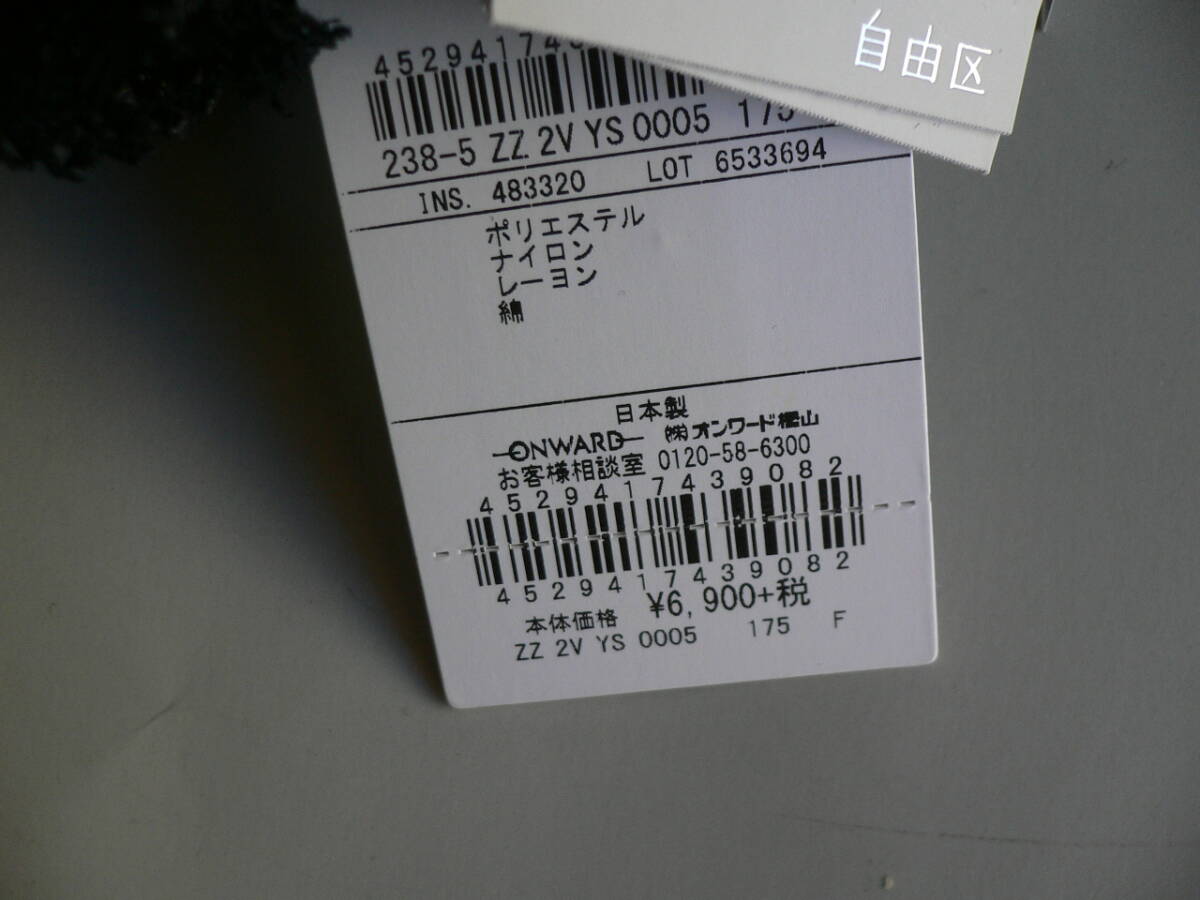 自由区
452941743
238-5 ZZ 2V YS 0005 175
INS. 483320 LOT 6533694
ポリエステル
ナイロン
レーヨン
綿
日本製
ONWARD ㈱オンワード樫山
お客様相談室 0120-58-6300
4529417439082
4529417439082
本体価格 ¥6,900+税
ZZ 2V YS 0005 175 F